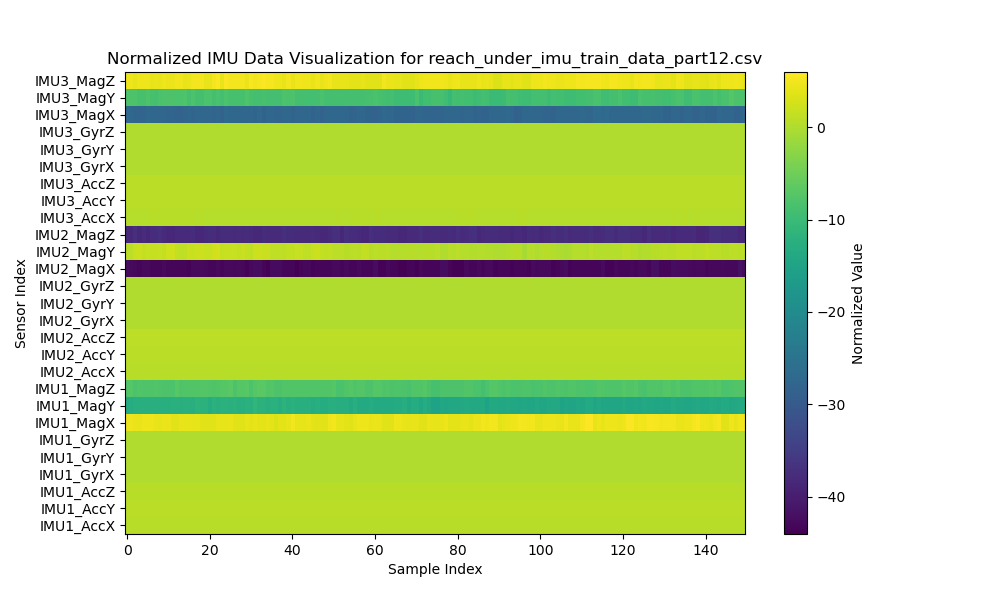 Normalized IMU Data Visualization for reach_under_imu_train_data_part12.csv
IMU3_MagZ
IMU3_MagY
IMU3_MagX
IMU3_GyrZ
IMU3_GyrY
IMU3_GyrX
IMU3_AccZ
IMU3_AccY
IMU3_AccX
IMU2_MagZ
IMU2_MagY
IMU2_MagX
IMU2_GyrZ
IMU2_GyrY
IMU2_GyrX
IMU2_AccZ
IMU2_AccY
IMU2_AccX
IMU1_MagZ
IMU1_MagY
IMU1_MagX
IMU1_GyrZ
IMU1_GyrY
IMU1_GyrX
IMU1_AccZ
IMU1_AccY
IMU1_AccX
Sensor Index
0 20 40 60 80 100 120 140
Sample Index
0
−10
−20
−30
−40
Normalized Value